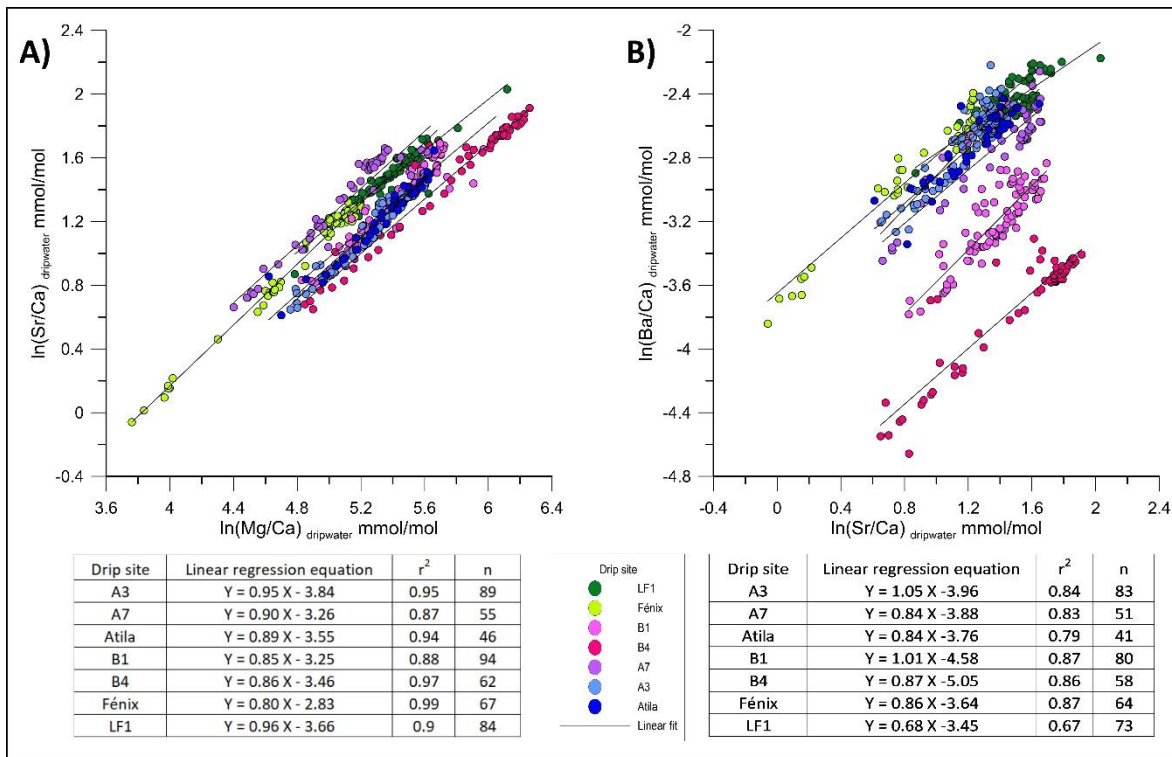 A)
2.4
2
1.6
1.2
0.8
0.4
0
-0.4
ln(Sr/Ca) dripwater mmol/mol
3.6 4 4.4 4.8 5.2 5.6 6 6.4
ln(Mg/Ca) dripwater mmol/mol
B)
-2
-2.4
-2.8
-3.2
-3.6
-4
-4.4
-4.8
ln(Ba/Ca) dripwater mmol/mol
-0.4 0 0.4 0.8 1.2 1.6 2 2.4
ln(Sr/Ca) dripwater mmol/mol
Drip site Linear regression equation r² n
A3 Y = 0.95 X - 3.84 0.95 89
A7 Y = 0.90 X - 3.26 0.87 55
Atila Y = 0.89 X - 3.55 0.94 46
B1 Y = 0.85 X - 3.25 0.88 94
B4 Y = 0.86 X - 3.46 0.97 62
Fénix Y = 0.80 X - 2.83 0.99 67
LF1 Y = 0.96 X - 3.66 0.9 84
Drip site
LF1
Fénix
B1
B4
A7
A3
Atila
Linear fit
Drip site Linear regression equation r² n
A3 Y = 1.05 X -3.96 0.84 83
A7 Y = 0.84 X -3.88 0.83 51
Atila Y = 0.84 X -3.76 0.79 41
B1 Y = 1.01 X -4.58 0.87 80
B4 Y = 0.87 X -5.05 0.86 58
Fénix Y = 0.86 X -3.64 0.87 64
LF1 Y = 0.68 X -3.45 0.67 73